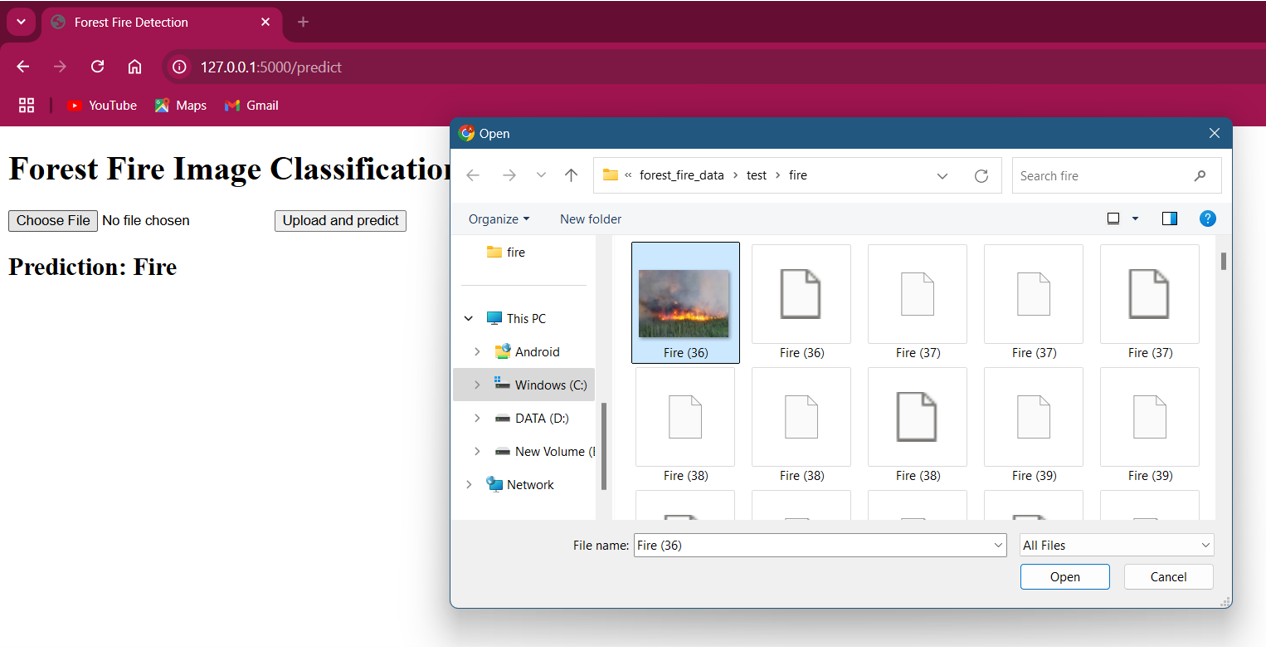 Forest Fire Detection
127.0.0.1:5000/predict
YouTube Maps Gmail
Forest Fire Image Classification
Choose File No file chosen Upload and predict
Prediction: Fire
Open
« forest_fire_data › test › fire
Search fire
Organize New folder
fire
This PC
Android
Windows (C:)
DATA (D:)
New Volume (
Network
Fire (36) Fire (36) Fire (37) Fire (37) Fire (37)
Fire (38) Fire (38) Fire (38) Fire (39) Fire (39)
File name: Fire (36) All Files
Open Cancel